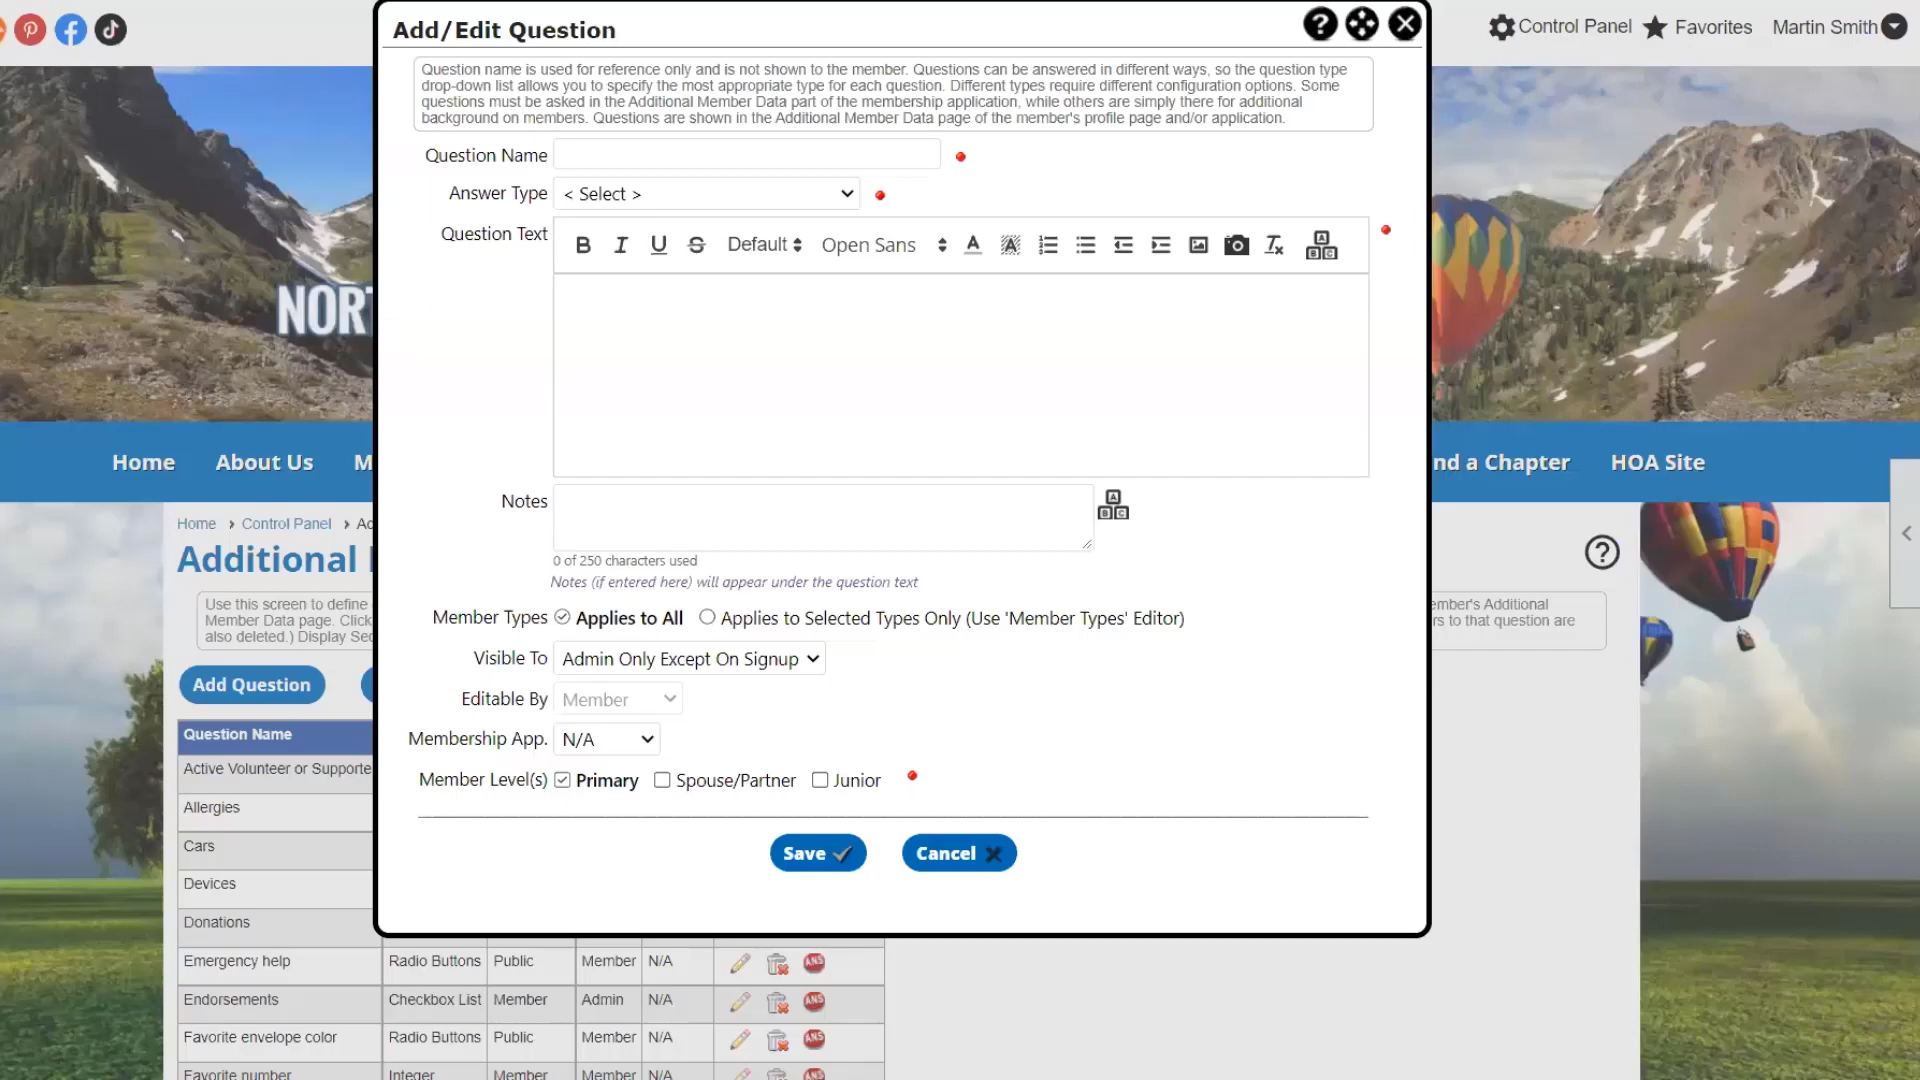 Add/Edit Question
Control Panel
Favorites
Martin Smith
Question name is used for reference only and is not shown to the member. Questions can be answered in different ways, so the question type
drop-down list allows you to specify the most appropriate type for each question. Different types require different configuration options. Some
questions must be asked in the Additional Member Data part of the membership application, while others are simply there for additional
background on members. Questions are shown in the Additional Member Data page of the member's profile page and/or application.
Question Name
Answer Type < Select >
Question Text
B I U S Default Open Sans
Notes
0 of 250 characters used
Notes (if entered here) will appear under the question text
Member Types Applies to All Applies to Selected Types Only (Use 'Member Types' Editor)
Visible To Admin Only Except On Signup
Editable By Member
Membership App. N/A
Member Level(s) Primary Spouse/Partner Junior
Save Cancel
NORT
Home About Us M nd a Chapter HOA Site
Home › Control Panel › Ad
Additional
Use this screen to define ember's Additional
Member Data page. Click rs to that question are
also deleted.) Display Sec
Add Question
Question Name
Active Volunteer or Supporte
Allergies
Cars
Devices
Donations
Emergency help Radio Buttons Public Member N/A ANS
Endorsements Checkbox List Member Admin N/A ANS
Favorite envelope color Radio Buttons Public Member N/A ANS
Favorite number Integer Member Member N/A ANS